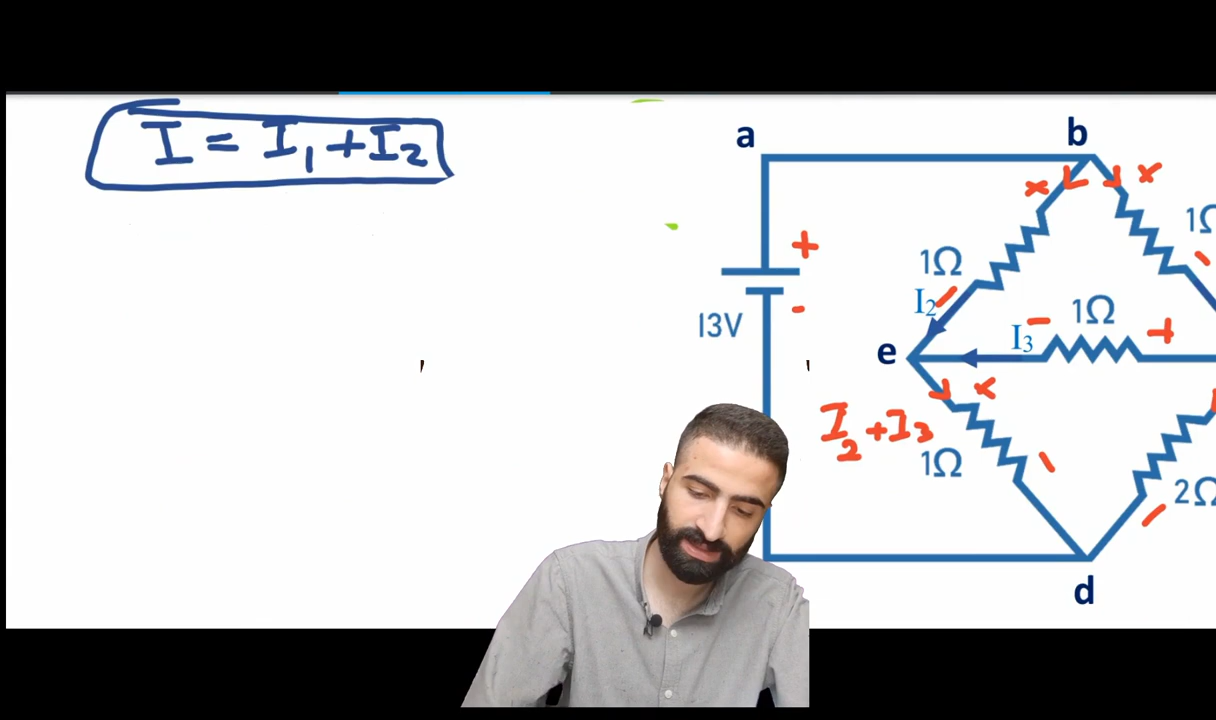 I = I₁ + I₂
a
b
1Ω
1Ω
+
-
13V
I₂
1Ω
-
+
e
I₃
I₂ + I₃
1Ω
2Ω
d